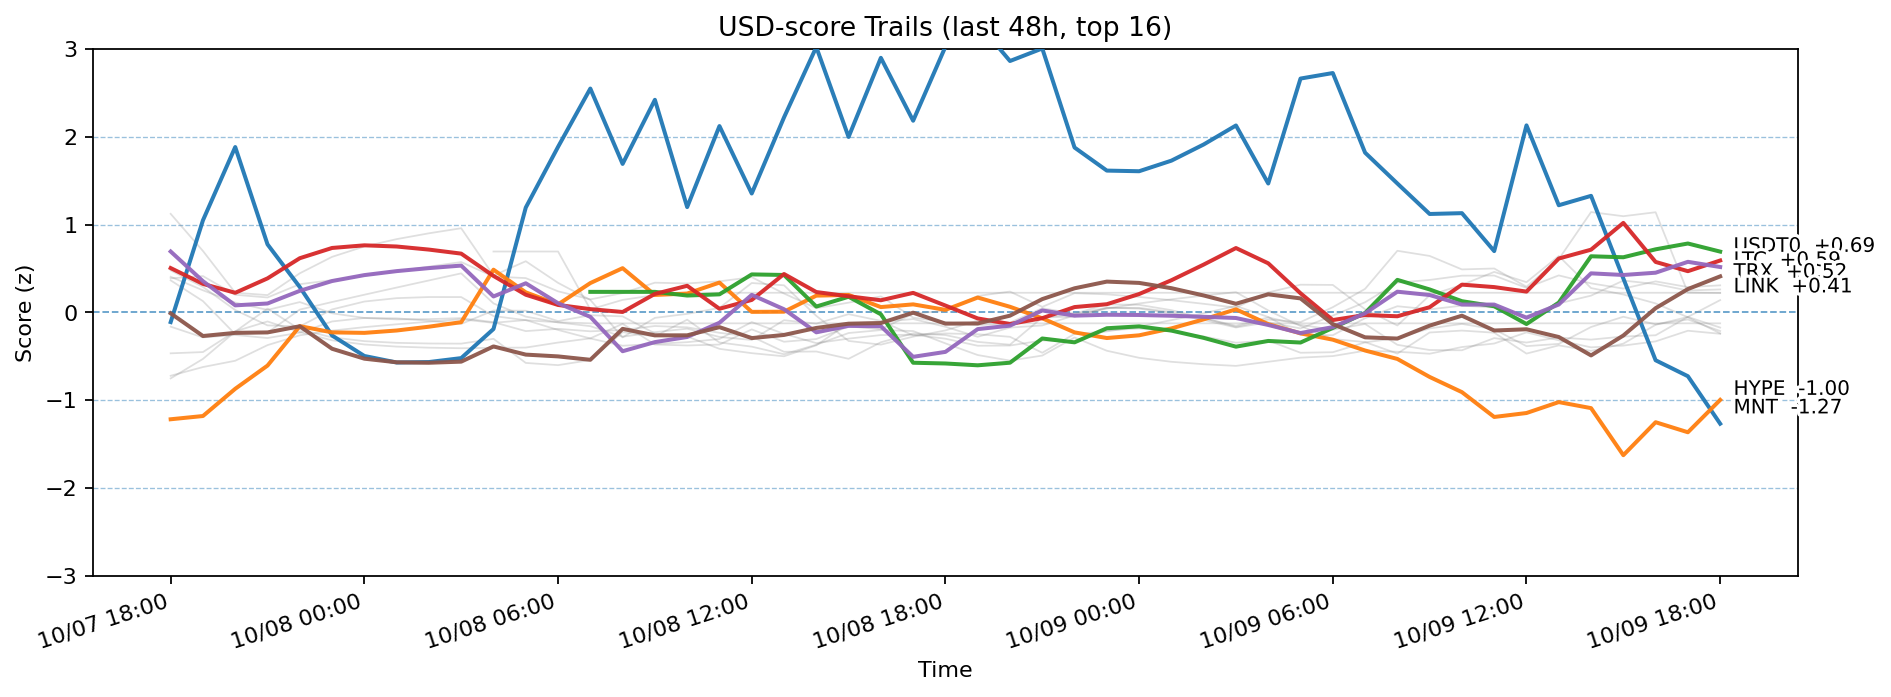 USD-score Trails (last 48h, top 16)
3
2
1
0
−1
−2
−3
Score (z)
USDT0 +0.69
LTC +0.59
TRX +0.52
LINK +0.41
HYPE -1.00
MNT -1.27
10/07 18:00
10/08 00:00
10/08 06:00
10/08 12:00
10/08 18:00
10/09 00:00
10/09 06:00
10/09 12:00
10/09 18:00
Time